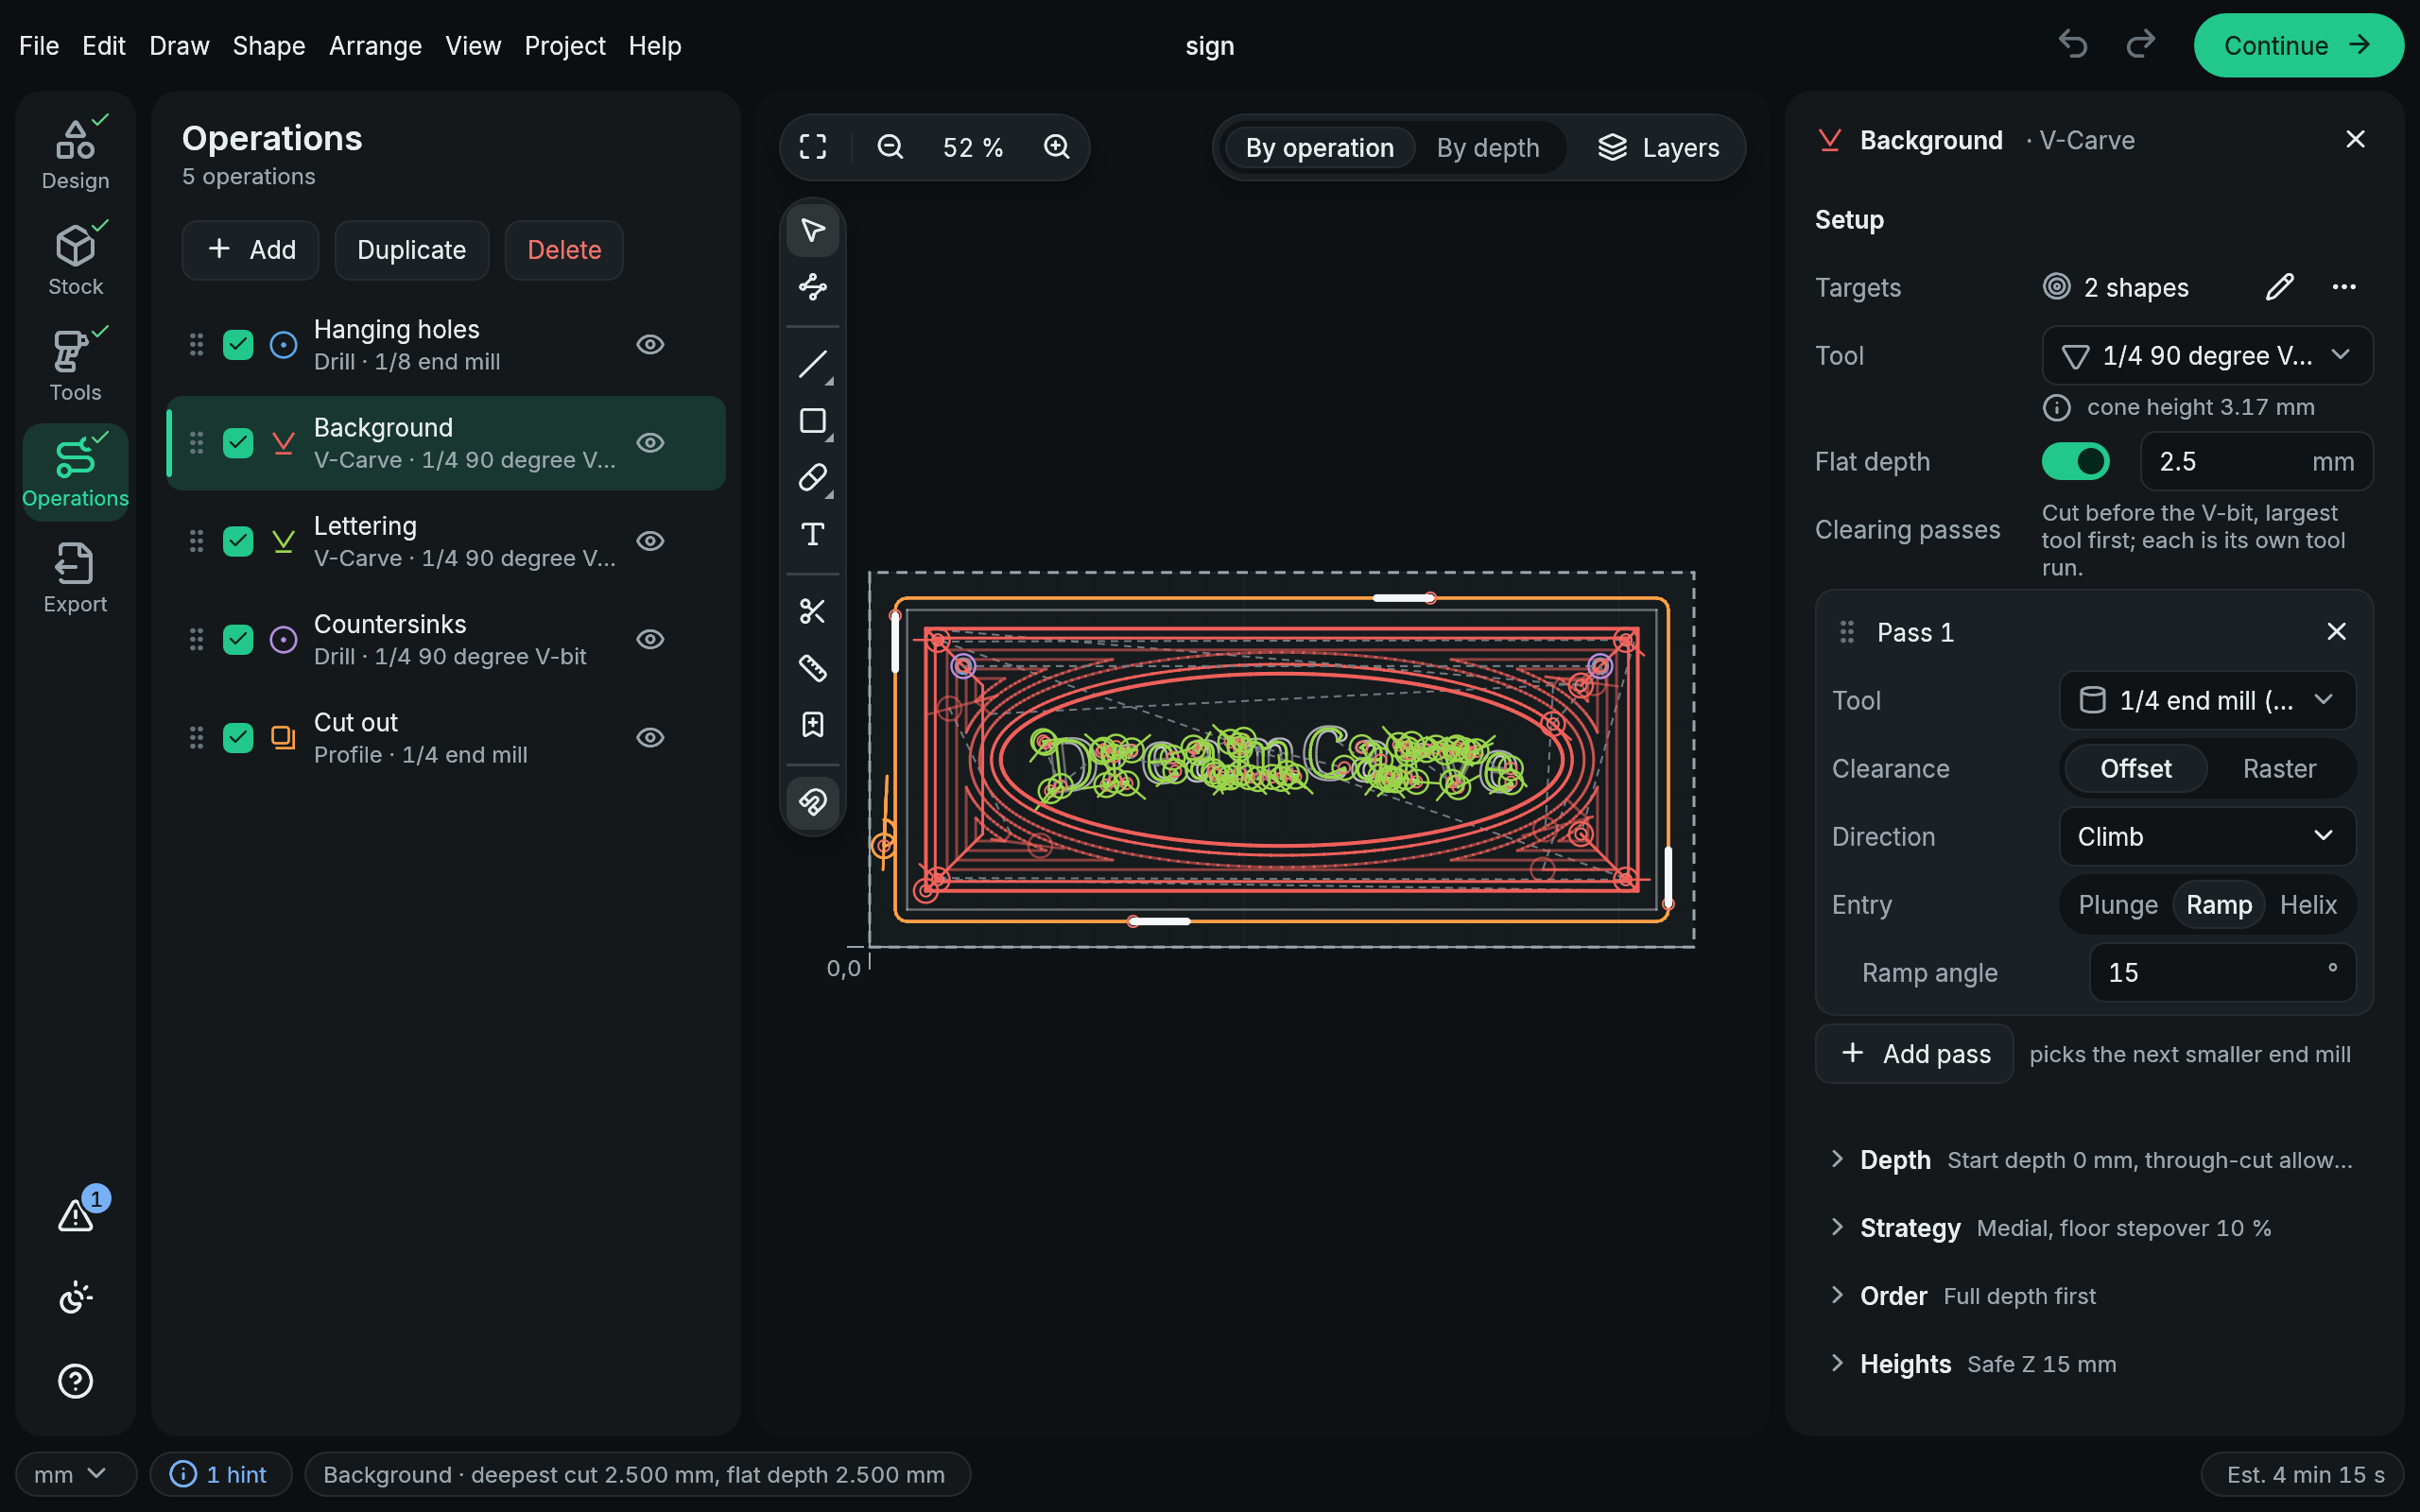 File Edit Draw Shape Arrange View Project Help
sign
Continue
Design
Stock
Tools
Operations
Export
1
Operations
5 operations
Add
Duplicate
Delete
Hanging holes
Drill · 1/8 end mill
Background
V-Carve · 1/4 90 degree V...
Lettering
V-Carve · 1/4 90 degree V...
Countersinks
Drill · 1/4 90 degree V-bit
Cut out
Profile · 1/4 end mill
52 %
By operation
By depth
Layers
0,0
Background · V-Carve
Setup
Targets
2 shapes
Tool
1/4 90 degree V...
cone height 3.17 mm
Flat depth
2.5 mm
Clearing passes
Cut before the V-bit, largest
tool first; each is its own tool
run.
Pass 1
Tool
1/4 end mill (...
Clearance
Offset
Raster
Direction
Climb
Entry
Plunge
Ramp
Helix
Ramp angle
15 °
Add pass
picks the next smaller end mill
Depth Start depth 0 mm, through-cut allow...
Strategy Medial, floor stepover 10 %
Order Full depth first
Heights Safe Z 15 mm
mm
1 hint
Background · deepest cut 2.500 mm, flat depth 2.500 mm
Est. 4 min 15 s